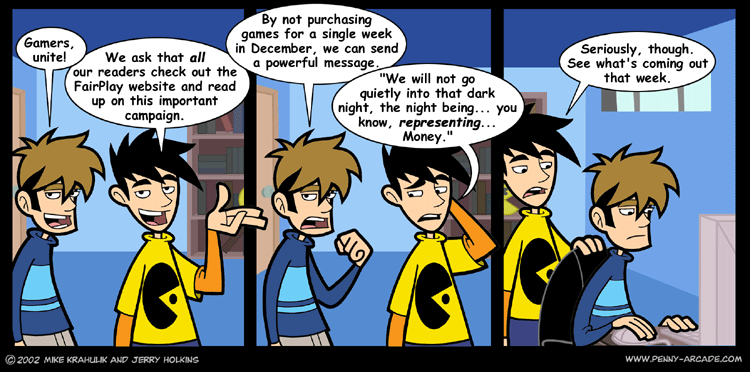 Gamers,
unite!
We ask that all
our readers check out the
FairPlay website and read
up on this important
campaign.
By not purchasing
games for a single week
in December, we can send
a powerful message.
"We will not go
quietly into that dark
night, the night being... you
know, representing...
Money."
Seriously, though.
See what's coming out
that week.
©2002 MIKE KRAHULIK AND JERRY HOLKINS
WWW.PENNY-ARCADE.COM